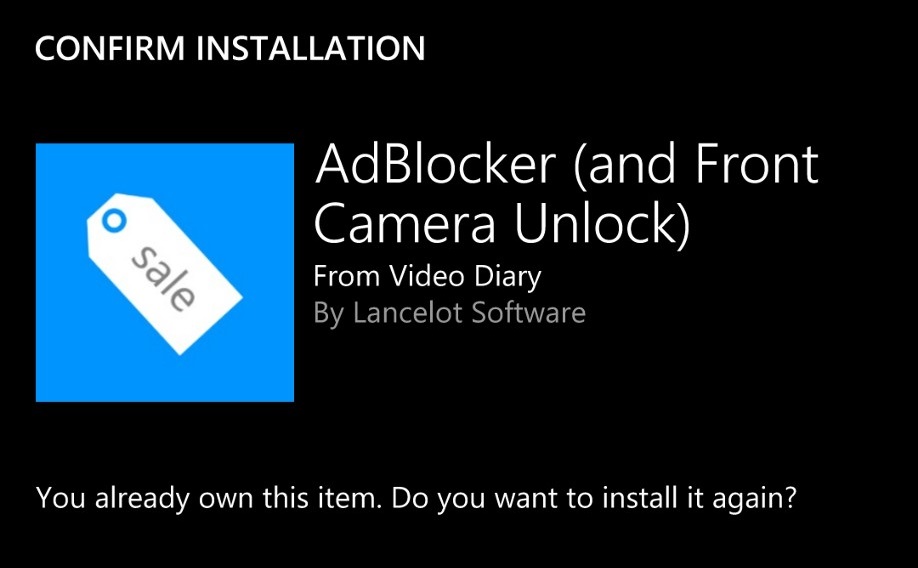 CONFIRM INSTALLATION
sale
AdBlocker (and Front
Camera Unlock)
From Video Diary
By Lancelot Software
You already own this item. Do you want to install it again?